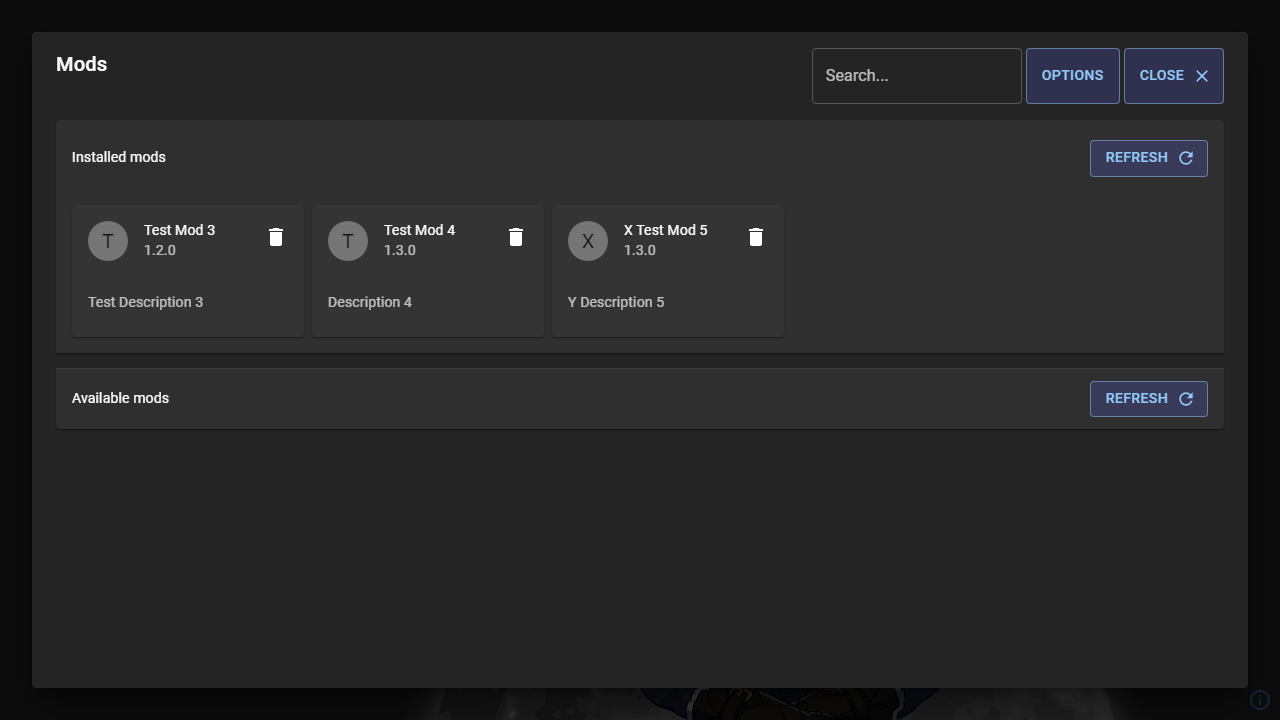 Mods
Search...
OPTIONS
CLOSE
Installed mods
REFRESH
T
Test Mod 3
1.2.0
Test Description 3
T
Test Mod 4
1.3.0
Description 4
X
X Test Mod 5
1.3.0
Y Description 5
Available mods
REFRESH